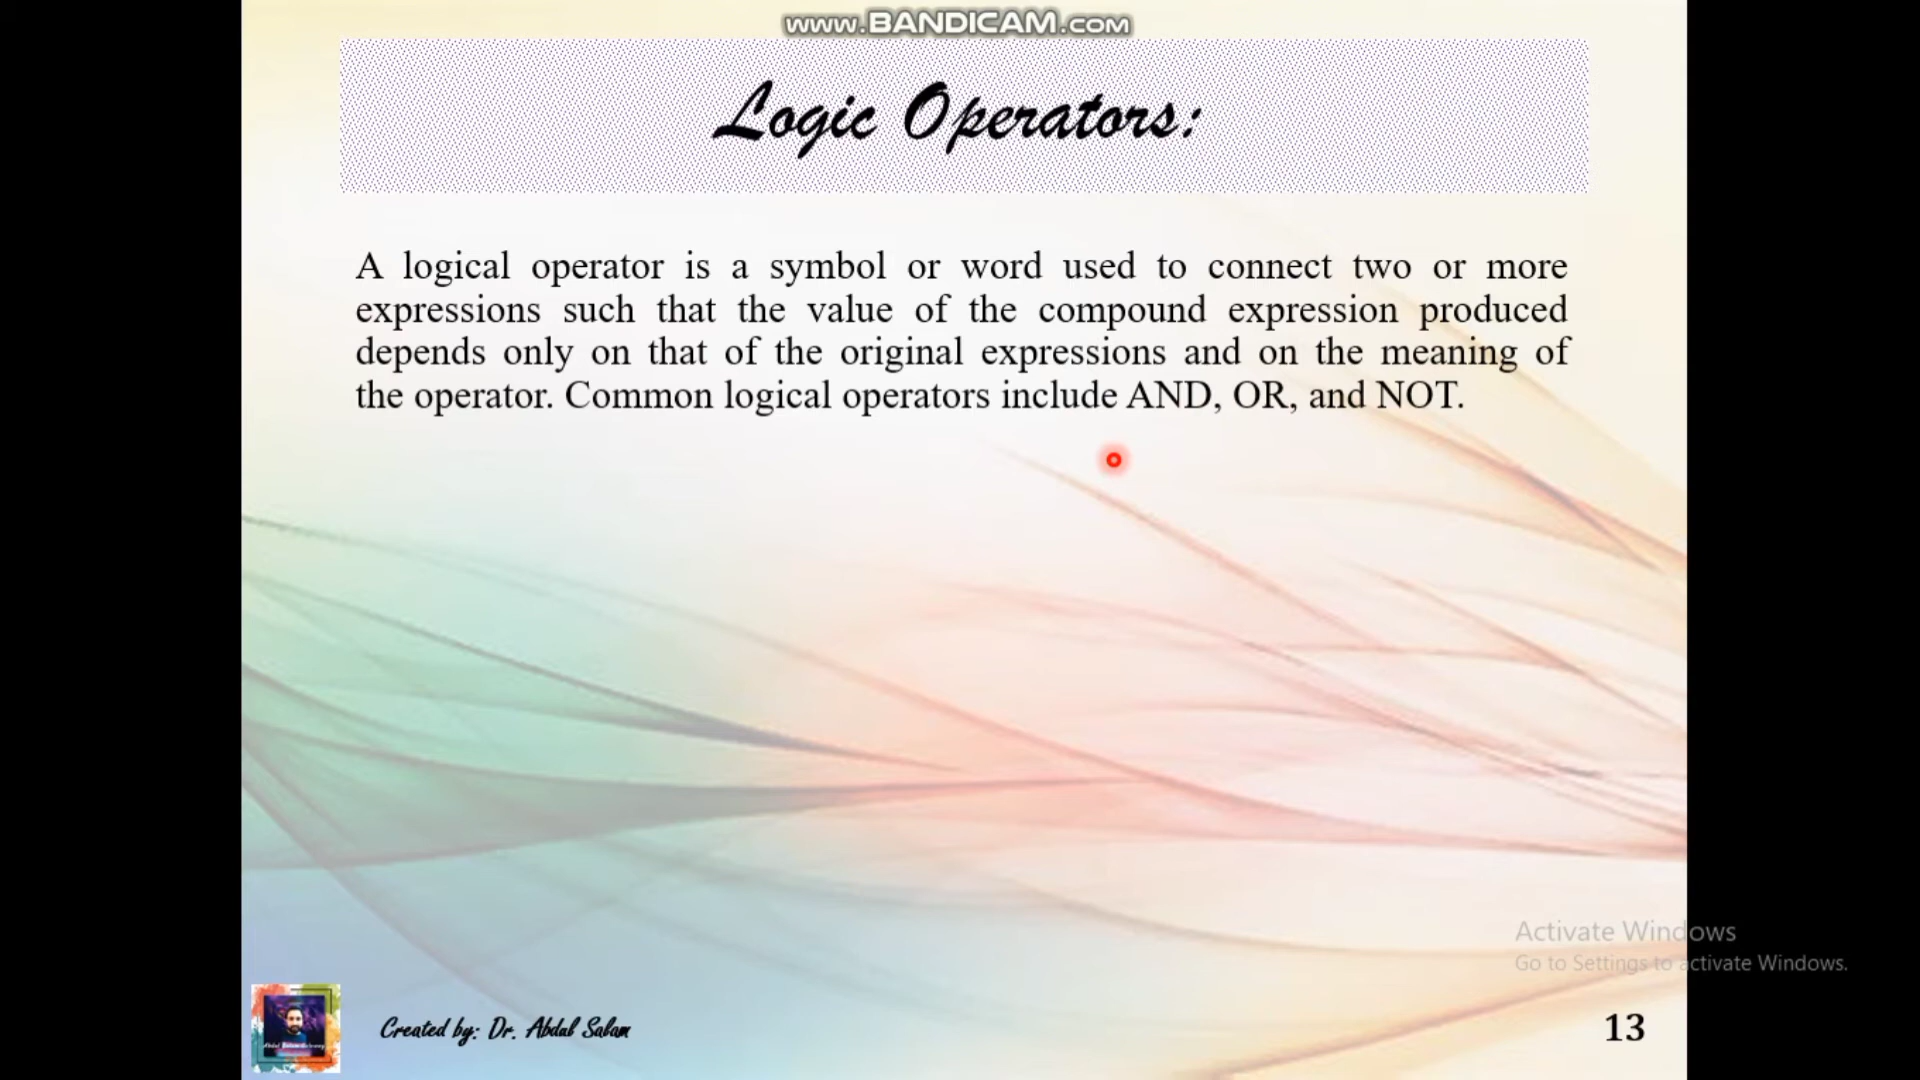 www.BANDICAM.com
Logic Operators:
A logical operator is a symbol or word used to connect two or more
expressions such that the value of the compound expression produced
depends only on that of the original expressions and on the meaning of
the operator. Common logical operators include AND, OR, and NOT.
Activate Windows
Go to Settings to activate Windows.
Created by: Dr. Abdul Salam
13